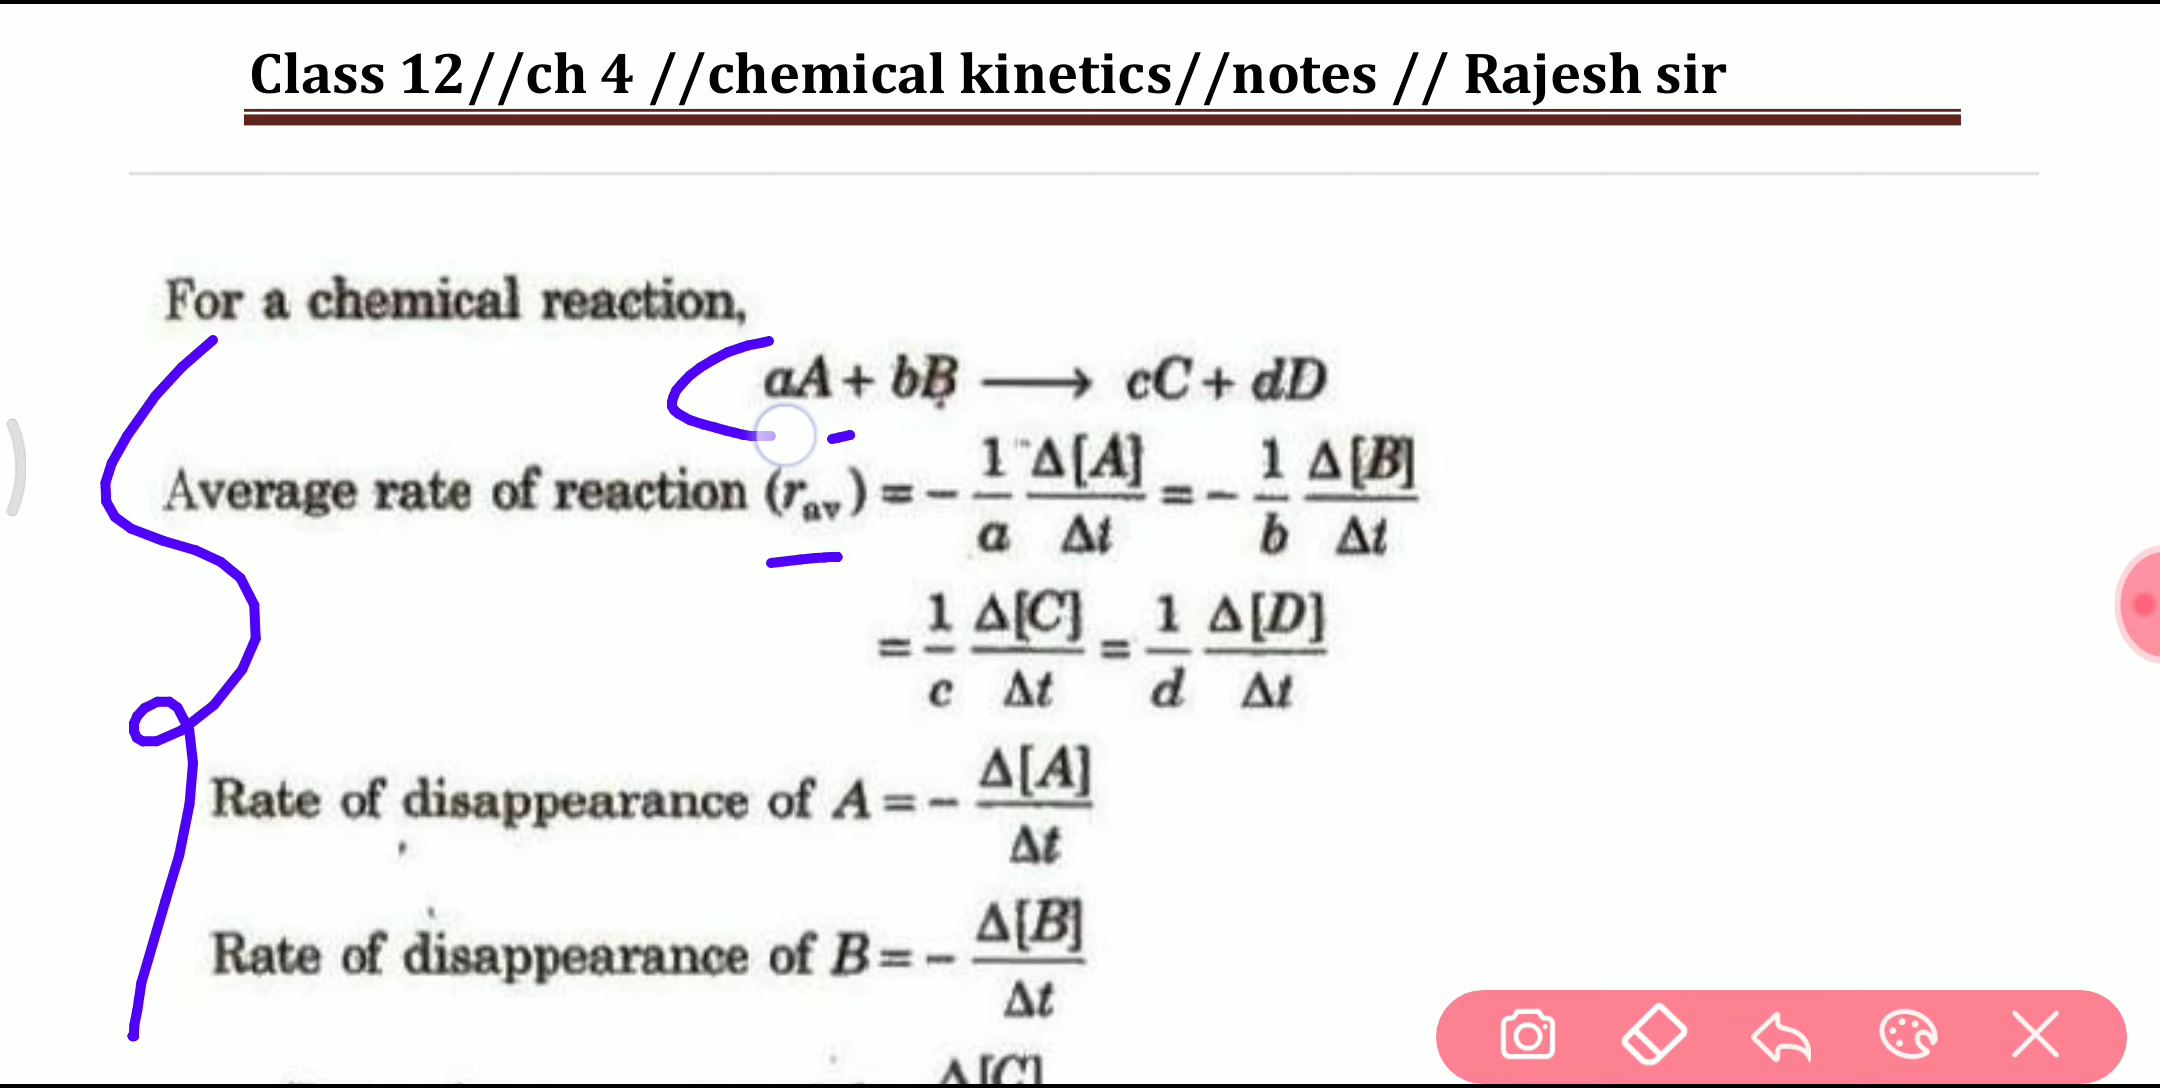 Class 12//ch 4 //chemical kinetics//notes // Rajesh sir
For a chemical reaction,
aA + bB ⟶ cC + dD
Average rate of reaction (r_av) = − 1/a Δ[A]/Δt = − 1/b Δ[B]/Δt
= 1/c Δ[C]/Δt = 1/d Δ[D]/Δt
Rate of disappearance of A = − Δ[A]/Δt
Rate of disappearance of B = − Δ[B]/Δt
Δ[C]